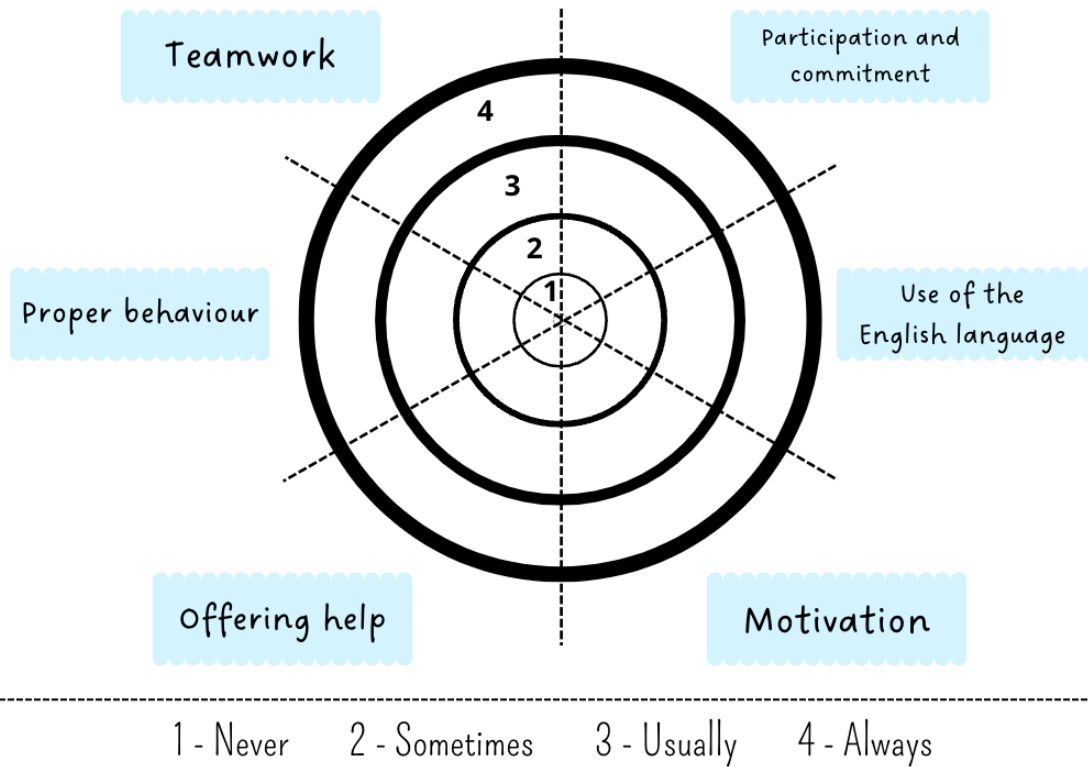 Teamwork
Participation and
commitment
4
3
2
1
Proper behaviour
Use of the
English language
Offering help
Motivation
1 - Never 2 - Sometimes 3 - Usually 4 - Always